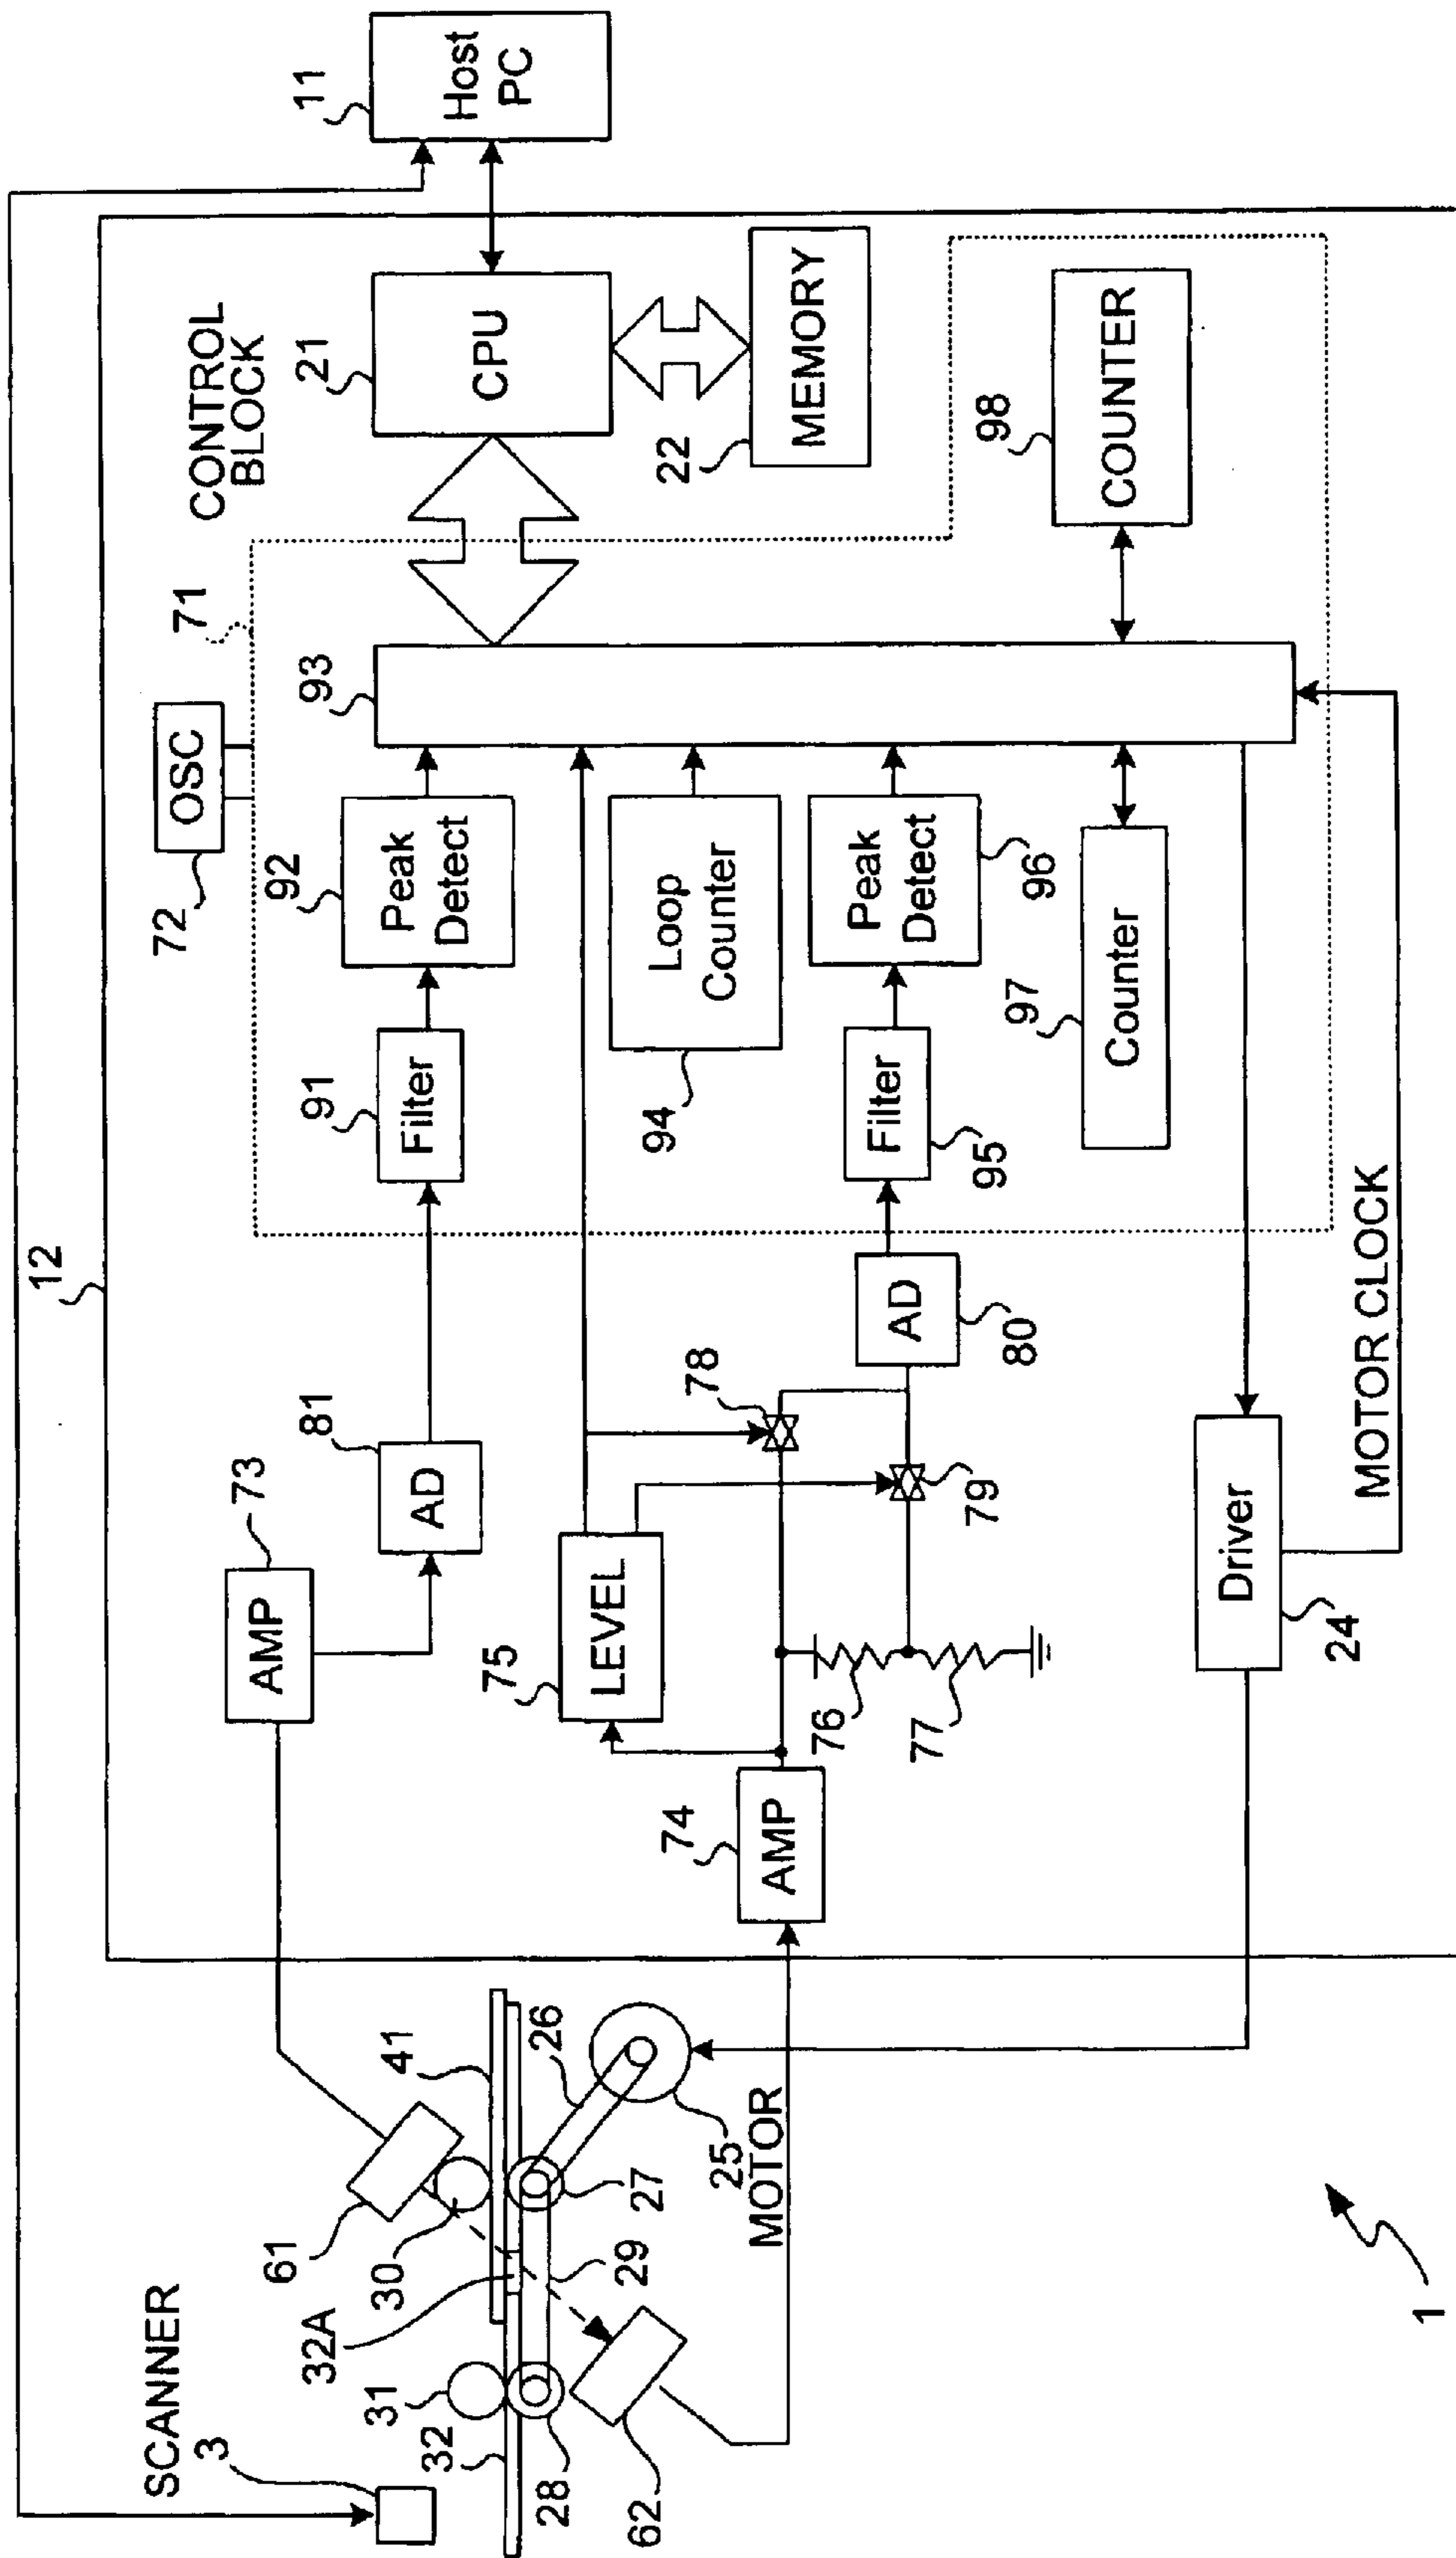 SCANNER
3
12
CONTROL
BLOCK
11
Host
PC
21
CPU
22
MEMORY
71
72
OSC
93
92
Peak
Detect
91
Filter
81
AD
73
AMP
94
Loop
Counter
96
Peak
Detect
95
Filter
80
AD
97
Counter
98
COUNTER
78
79
75
LEVEL
76
77
74
AMP
24
Driver
MOTOR CLOCK
61
30
41
26
25
MOTOR
27
29
32A
31
32
28
62
1